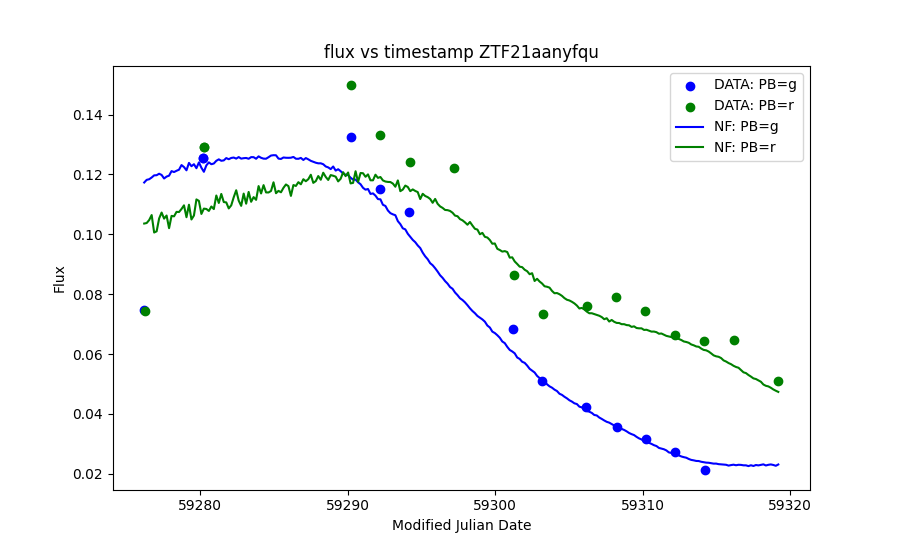 flux vs timestamp ZTF21aanyfqu
DATA: PB=g
DATA: PB=r
NF: PB=g
NF: PB=r
Flux
0.14
0.12
0.10
0.08
0.06
0.04
0.02
59280 59290 59300 59310 59320
Modified Julian Date